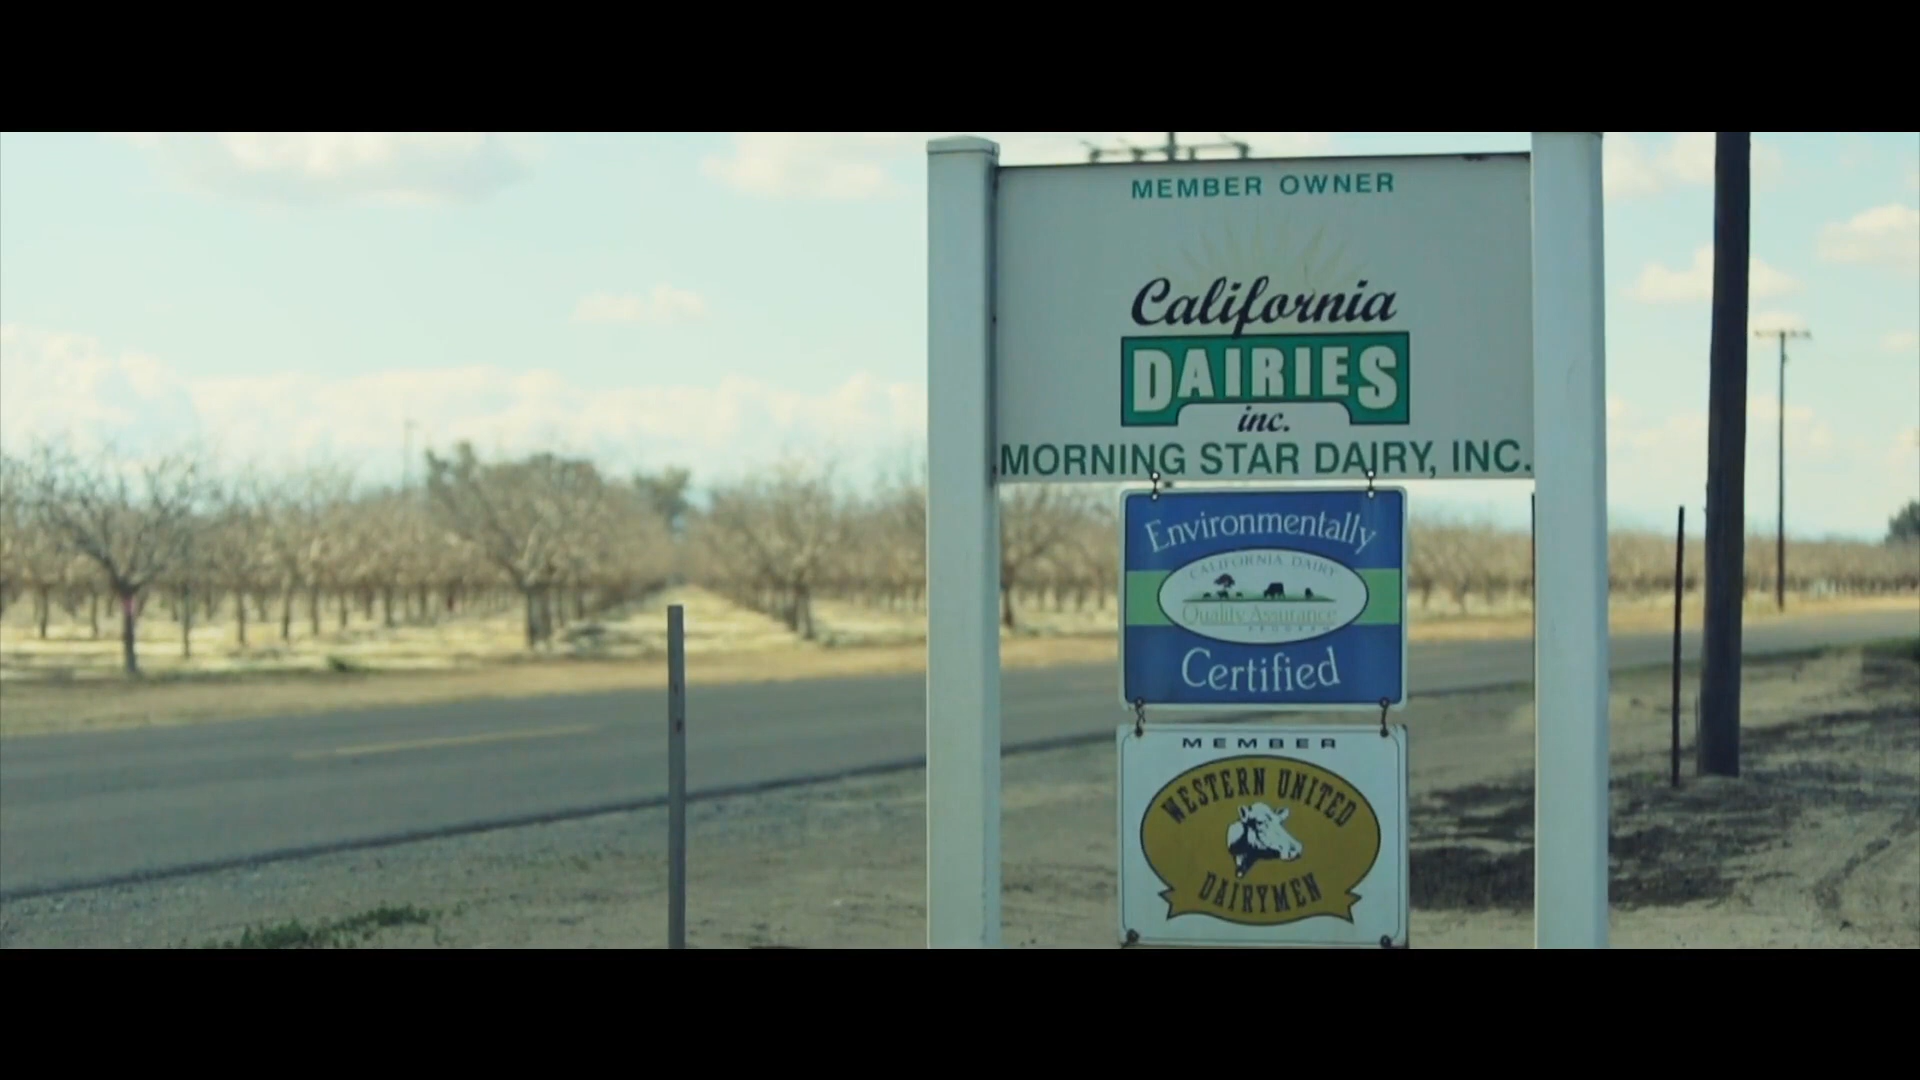 MEMBER OWNER
California
DAIRIES
inc.
MORNING STAR DAIRY, INC.
Environmentally
CALIFORNIA DAIRY
Quality Assurance
PROGRAM
Certified
MEMBER
WESTERN UNITED
DAIRYMEN